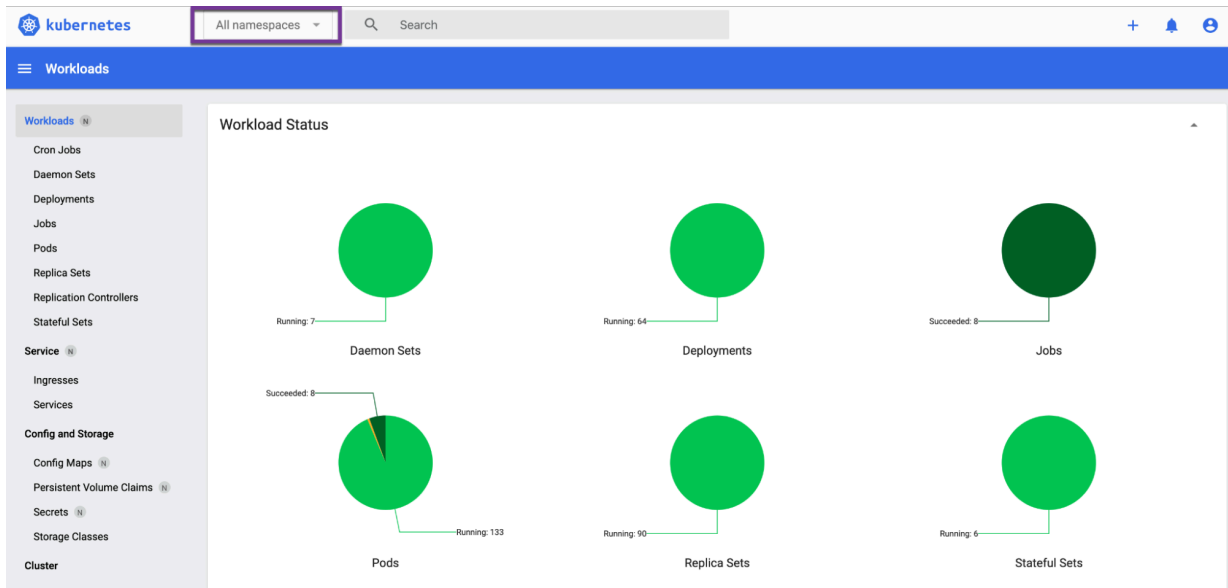 kubernetes
All namespaces
Search
Workloads
Workloads N
Cron Jobs
Daemon Sets
Deployments
Jobs
Pods
Replica Sets
Replication Controllers
Stateful Sets
Service N
Ingresses
Services
Config and Storage
Config Maps N
Persistent Volume Claims N
Secrets N
Storage Classes
Cluster
Workload Status
Running: 7
Daemon Sets
Running: 64
Deployments
Succeeded: 8
Jobs
Succeeded: 8
Running: 133
Pods
Running: 90
Replica Sets
Running: 6
Stateful Sets